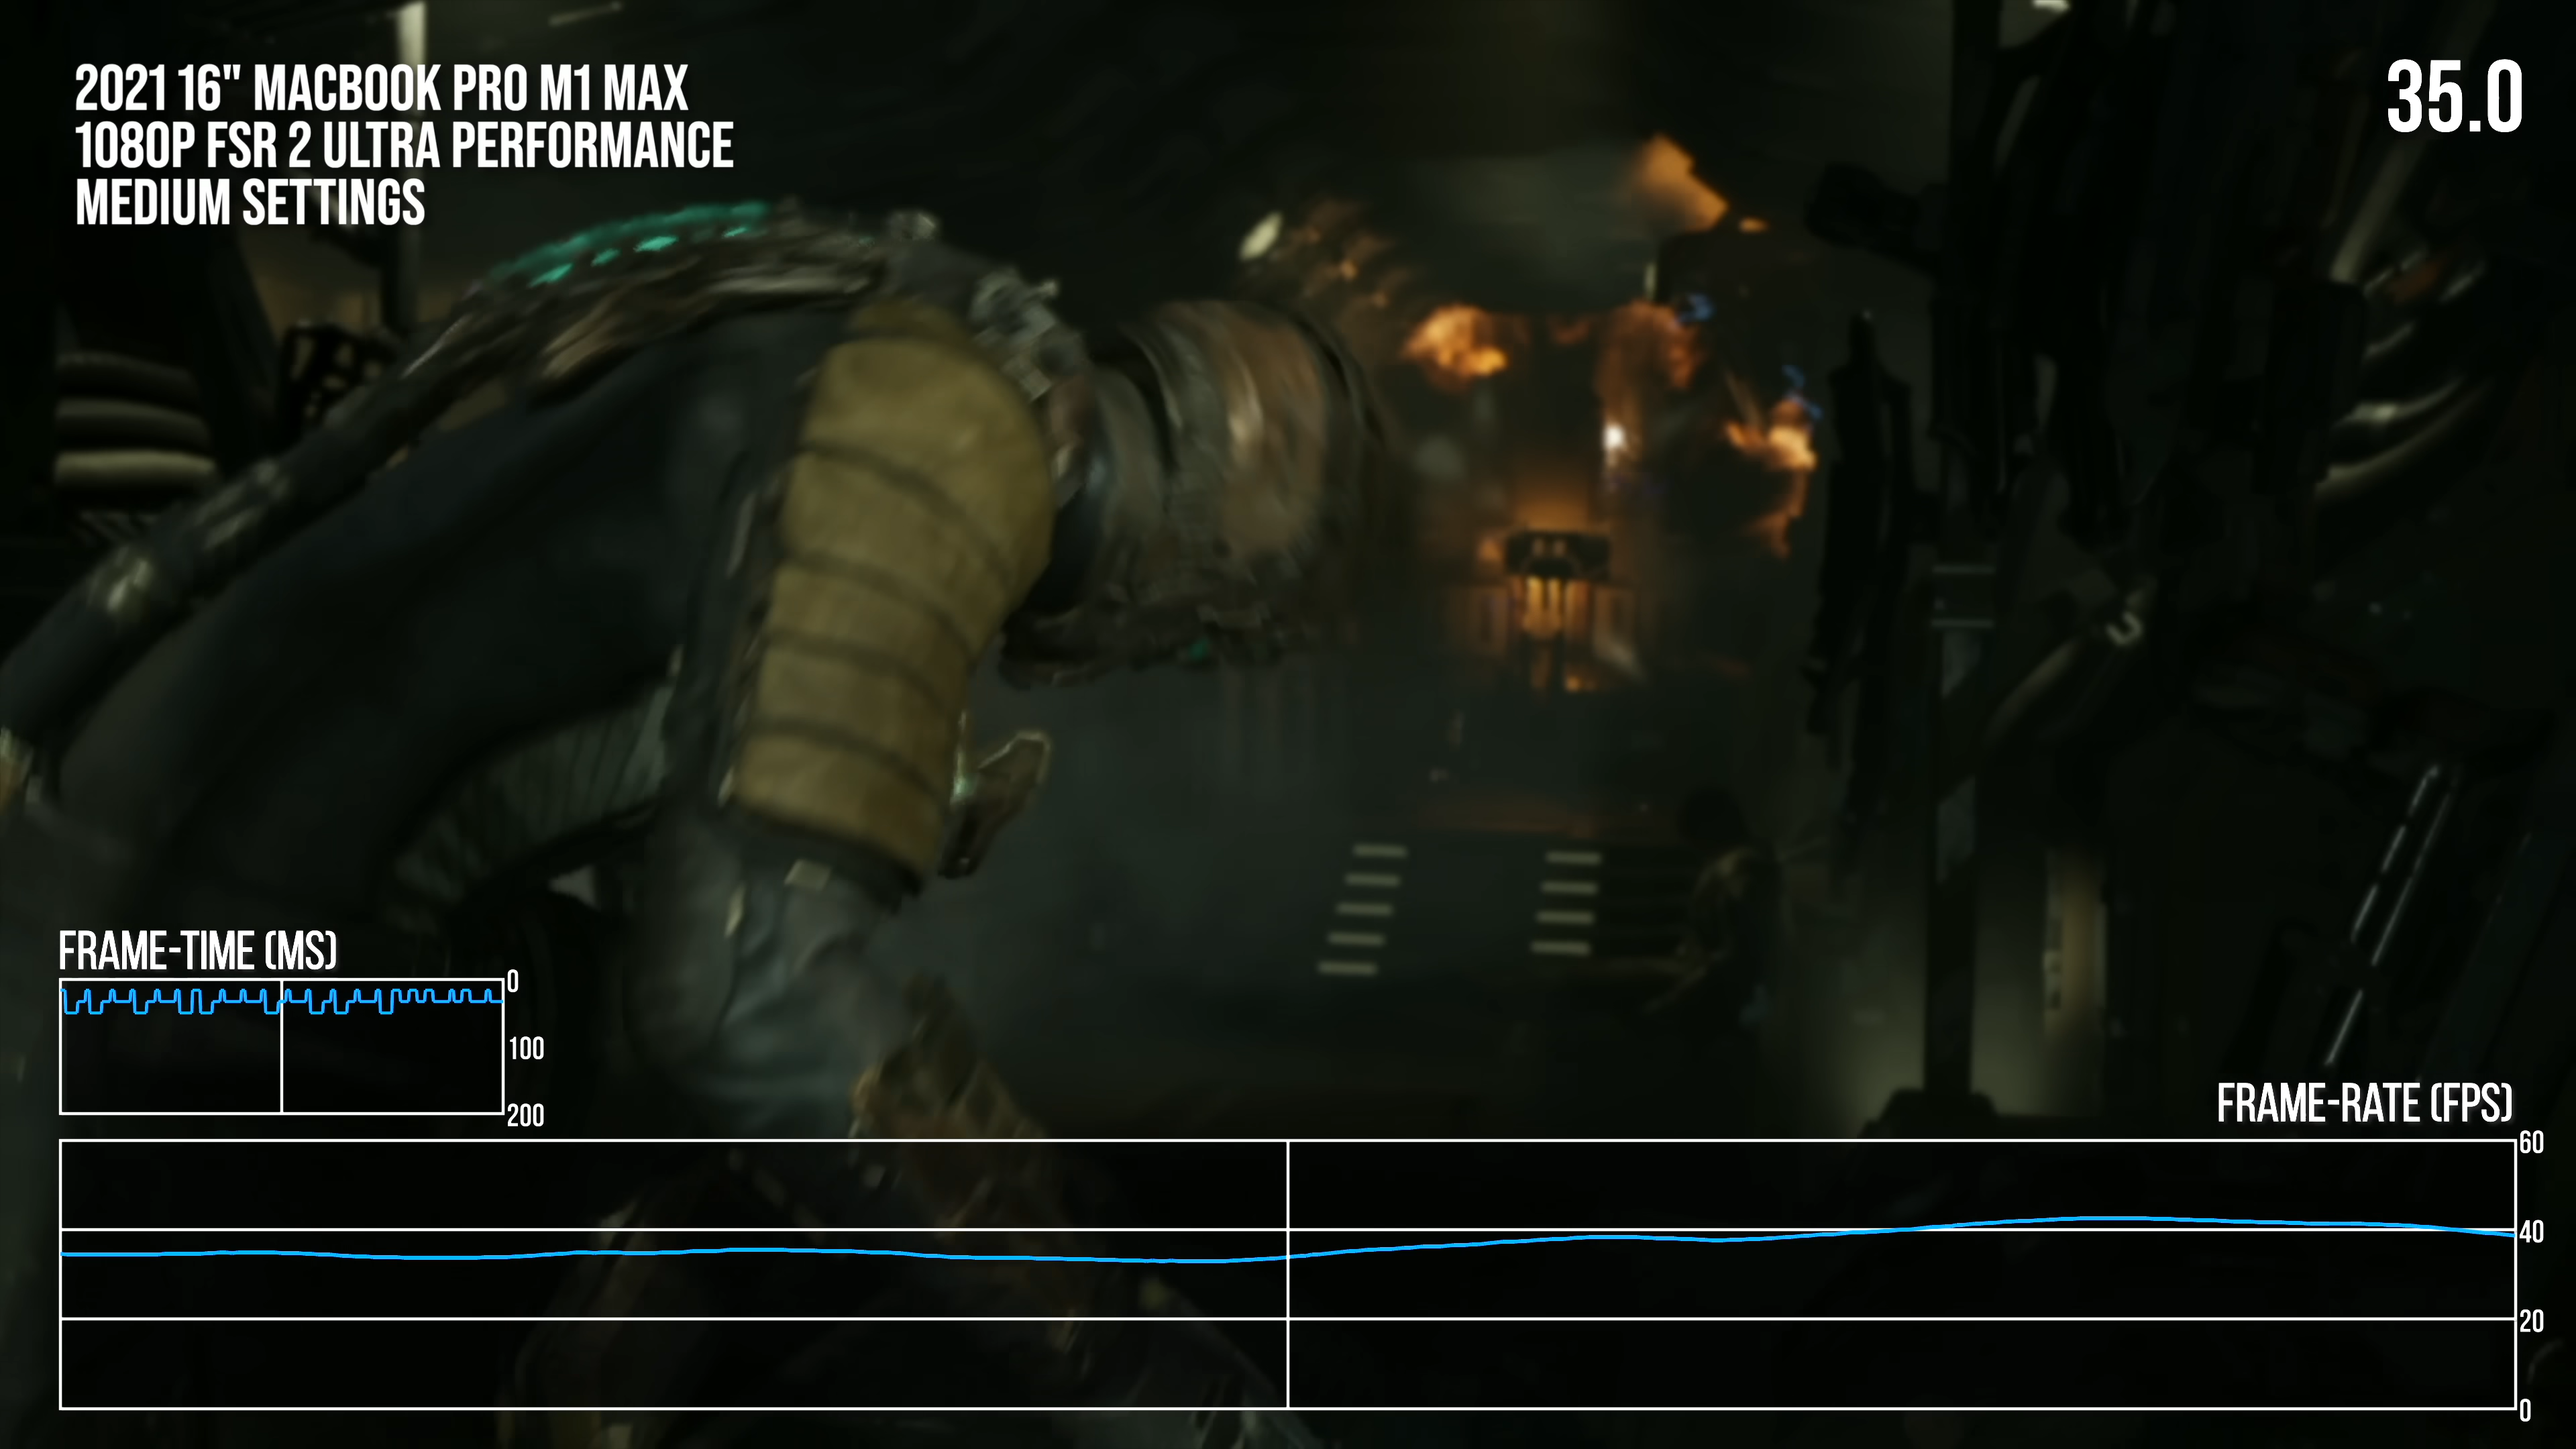 2021 16" MACBOOK PRO M1 MAX
1080P FSR 2 ULTRA PERFORMANCE
MEDIUM SETTINGS
35.0
FRAME-TIME (MS)
0
100
200
FRAME-RATE (FPS)
60
40
20
0